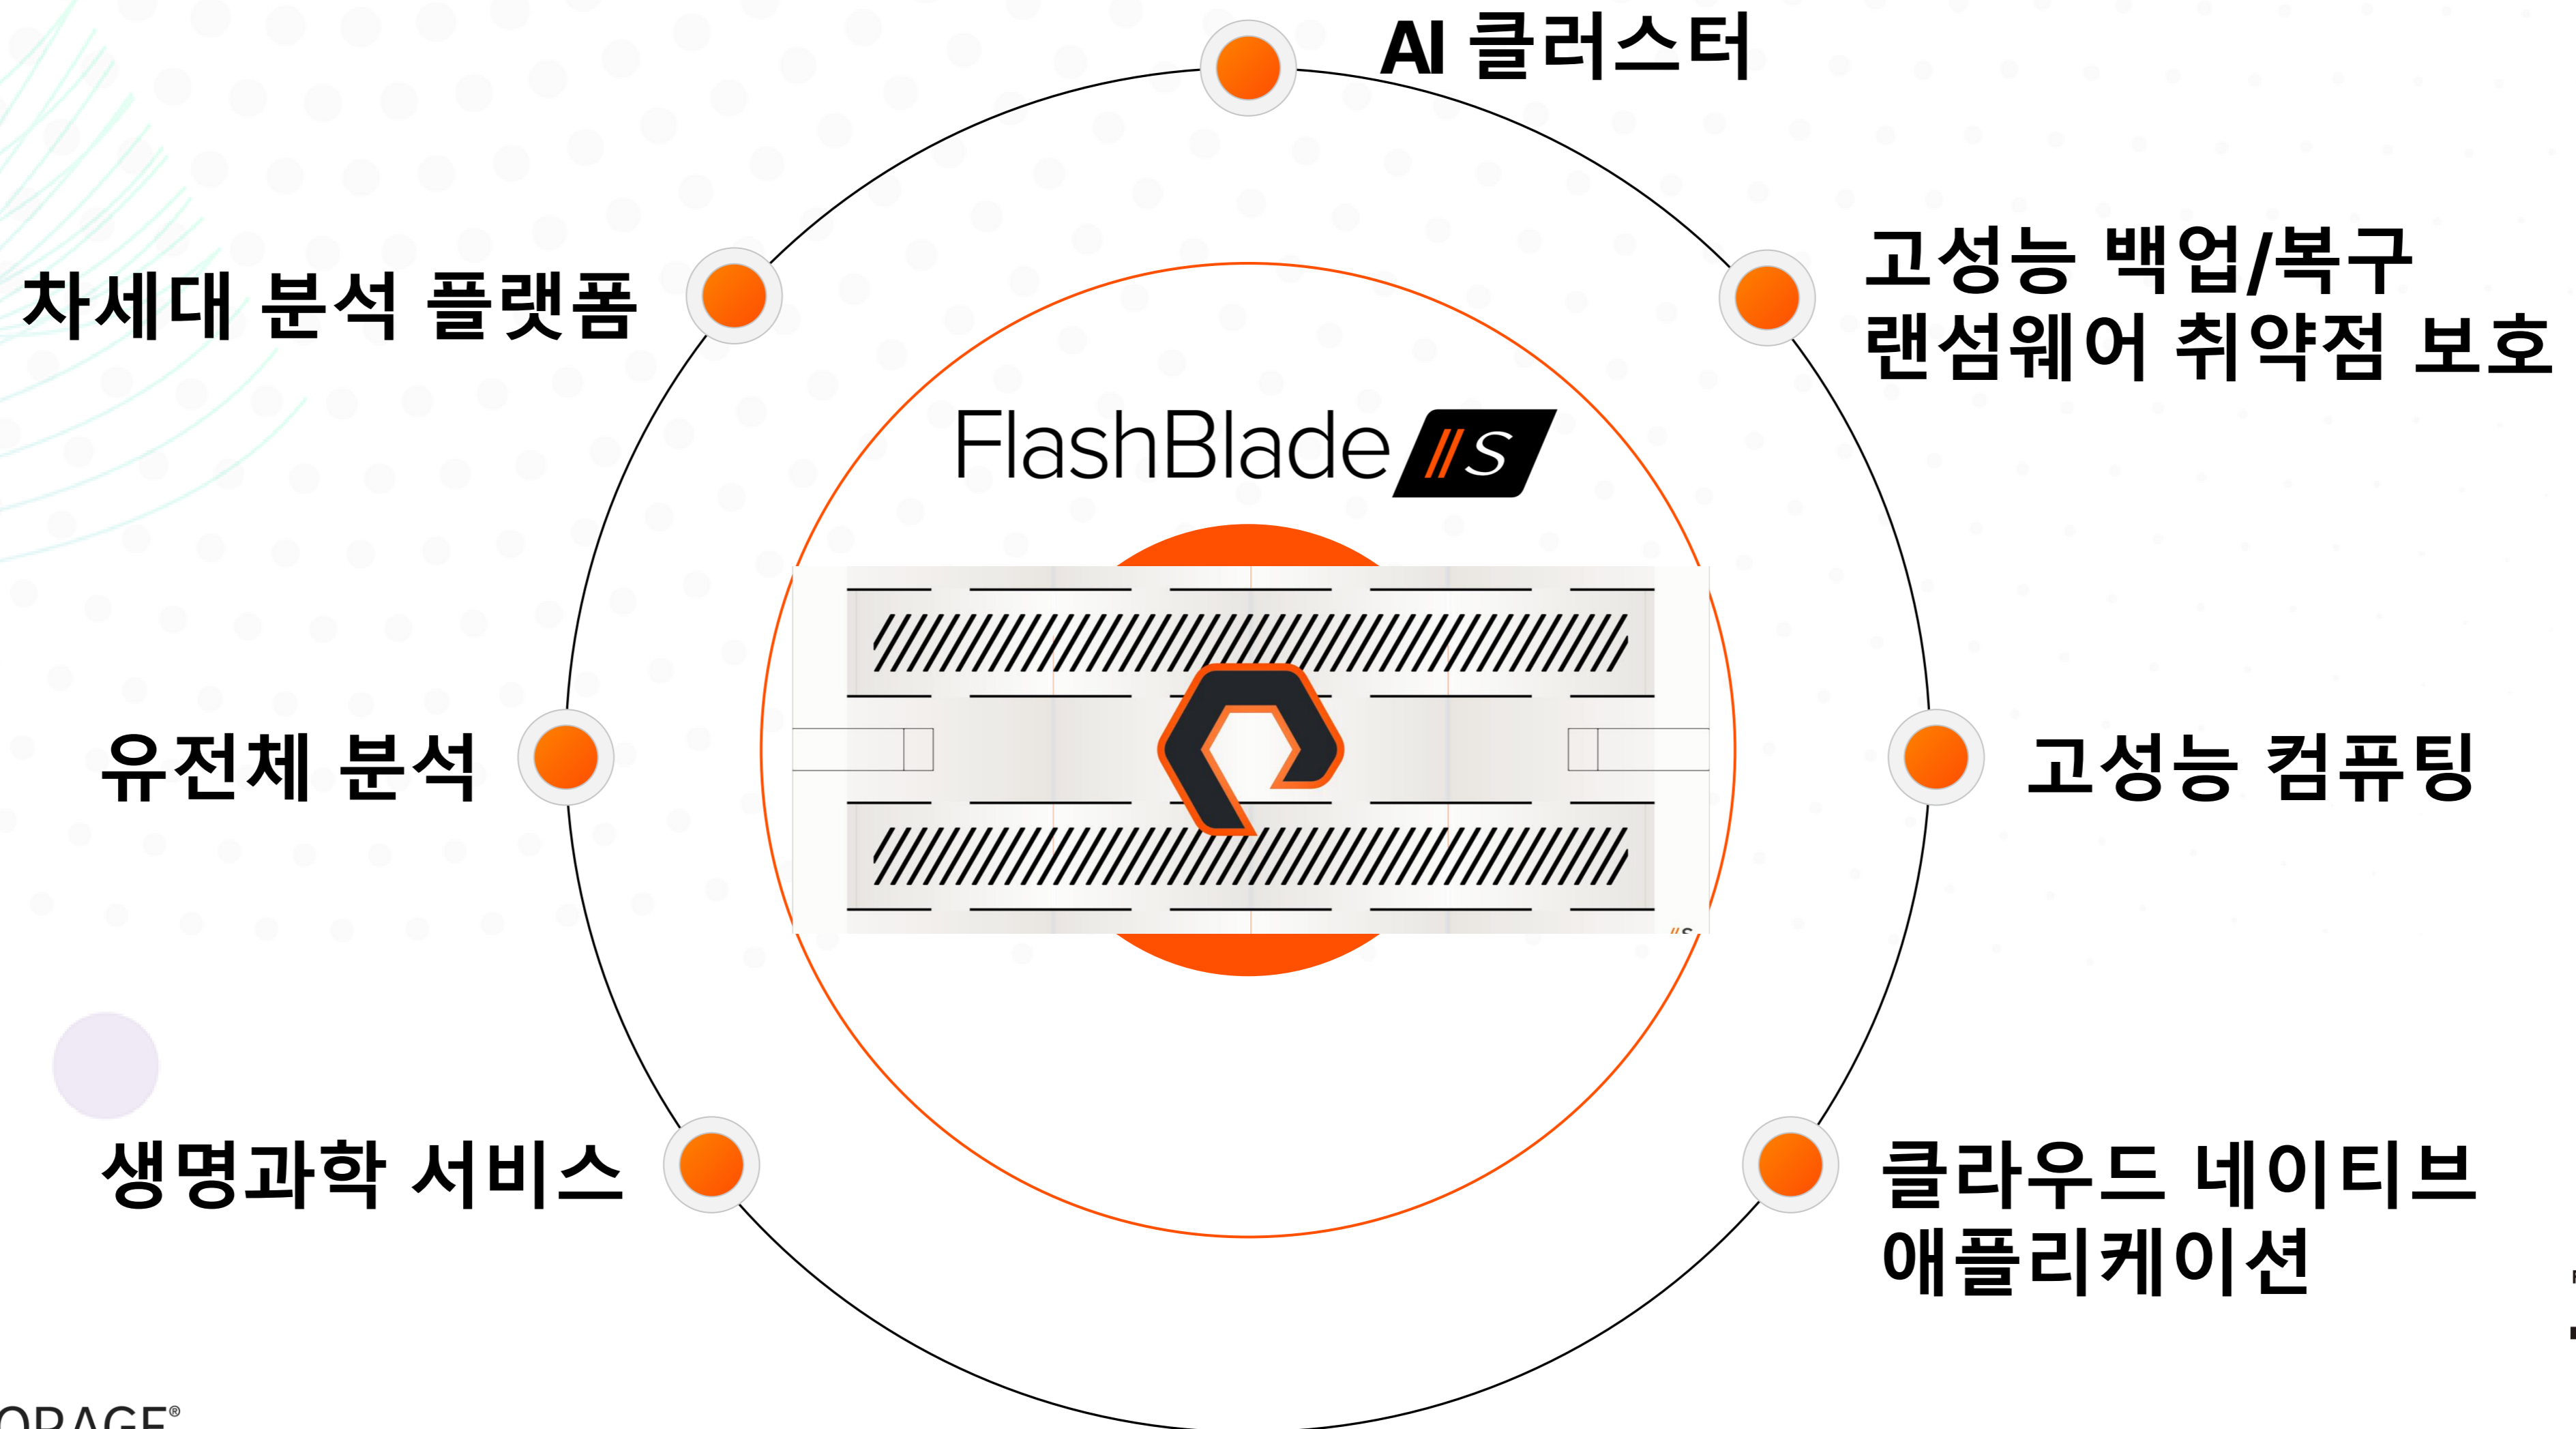 AI 클러스터
고성능 백업/복구
랜섬웨어 취약점 보호
차세대 분석 플랫폼
FlashBlade //S
유전체 분석
고성능 컴퓨팅
생명과학 서비스
클라우드 네이티브
애플리케이션
ORAGE®